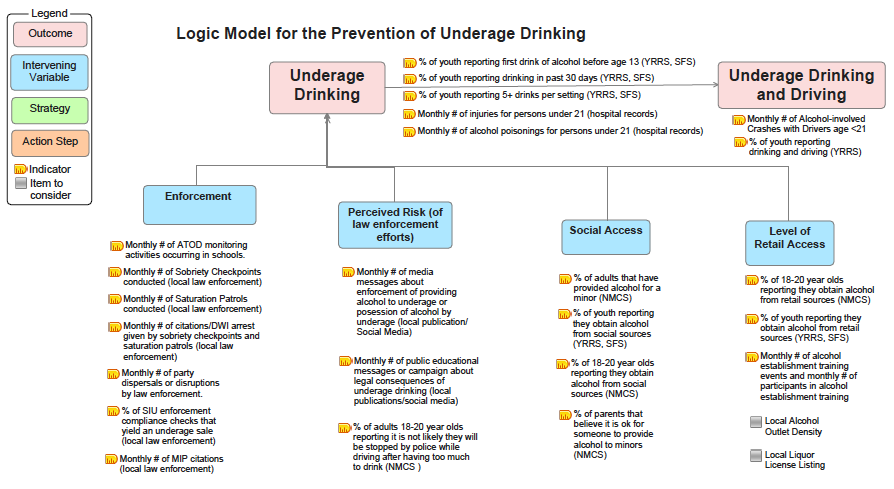 Legend
Outcome
Intervening
Variable
Strategy
Action Step
Indicator
Item to
consider
Logic Model for the Prevention of Underage Drinking
Underage
Drinking
% of youth reporting first drink of alcohol before age 13 (YRRS, SFS)
% of youth reporting drinking in past 30 days (YRRS, SFS)
% of youth reporting 5+ drinks per setting (YRRS, SFS)
Monthly # of injuries for persons under 21 (hospital records)
Monthly # of alcohol poisonings for persons under 21 (hospital records)
Underage Drinking
and Driving
Monthly # of Alcohol-involved
Crashes with Drivers age <21
% of youth reporting
drinking and driving (YRRS)
Enforcement
Monthly # of ATOD monitoring
activities occurring in schools.
Monthly # of Sobriety Checkpoints
conducted (local law enforcement)
Monthly # of Saturation Patrols
conducted (local law enforcement)
Monthly # of citations/DWI arrest
given by sobriety checkpoints and
saturation patrols (local law
enforcement)
Monthly # of party
dispersals or disruptions
by law enforcement.
% of SIU enforcement
compliance checks that
yield an underage sale
(local law enforcement)
Monthly # of MIP citations
(local law enforcement)
Perceived Risk (of
law enforcement
efforts)
Monthly # of media
messages about
enforcement of providing
alcohol to underage or
posession of alcohol by
underage (local publication/
Social Media)
Monthly # of public educational
messages or campaign about
legal consequences of
underage drinking (local
publications/social media)
% of adults 18-20 year olds
reporting it is not likely they will
be stopped by police while
driving after having too much
to drink (NMCS )
Social Access
% of adults that have
provided alcohol for a
minor (NMCS)
% of youth reporting
they obtain alcohol
from social sources
(YRRS, SFS)
% of 18-20 year olds
reporting they obtain
alcohol from social
sources (NMCS)
% of parents that
believe it is ok for
someone to provide
alcohol to minors
(NMCS)
Level of
Retail Access
% of 18-20 year olds
reporting they obtain alcohol
from retail sources (NMCS)
% of youth reporting they
obtain alcohol from retail
sources (YRRS, SFS)
Monthly # of alcohol
establishment training
events and monthly # of
participants in alcohol
establishment training
Local Alcohol
Outlet Density
Local Liquor
License Listing